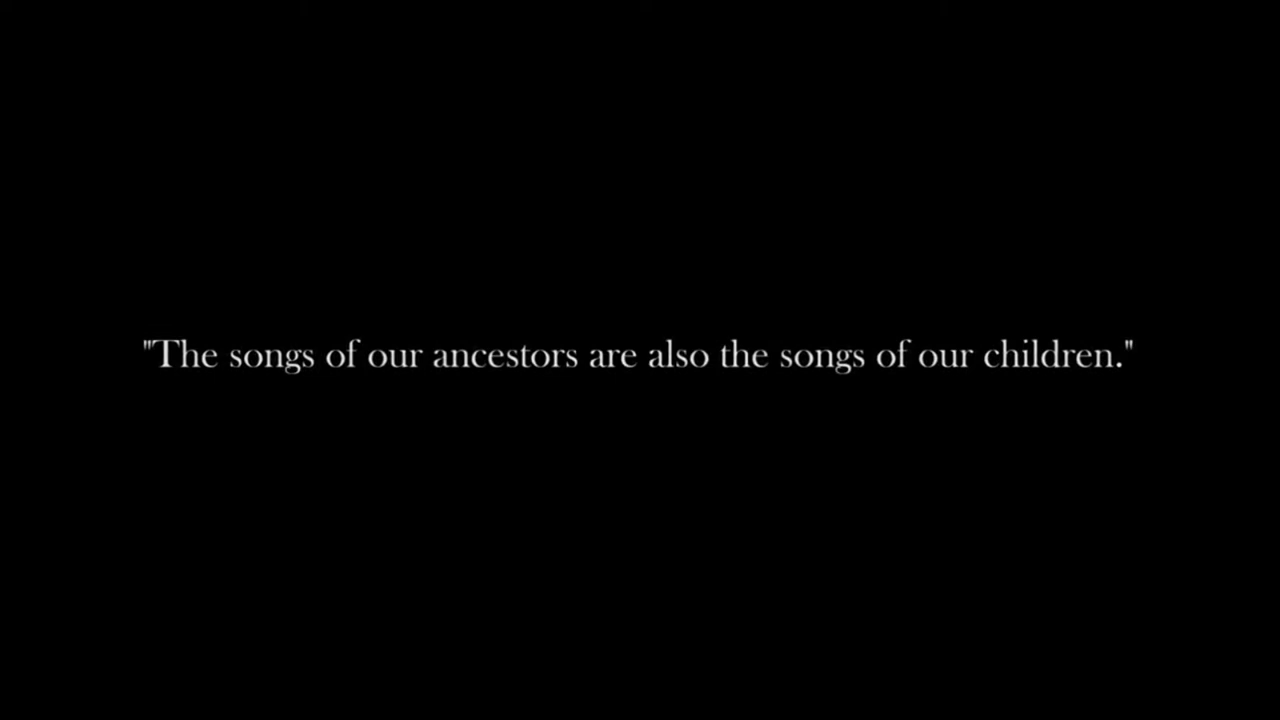 "The songs of our ancestors are also the songs of our children."